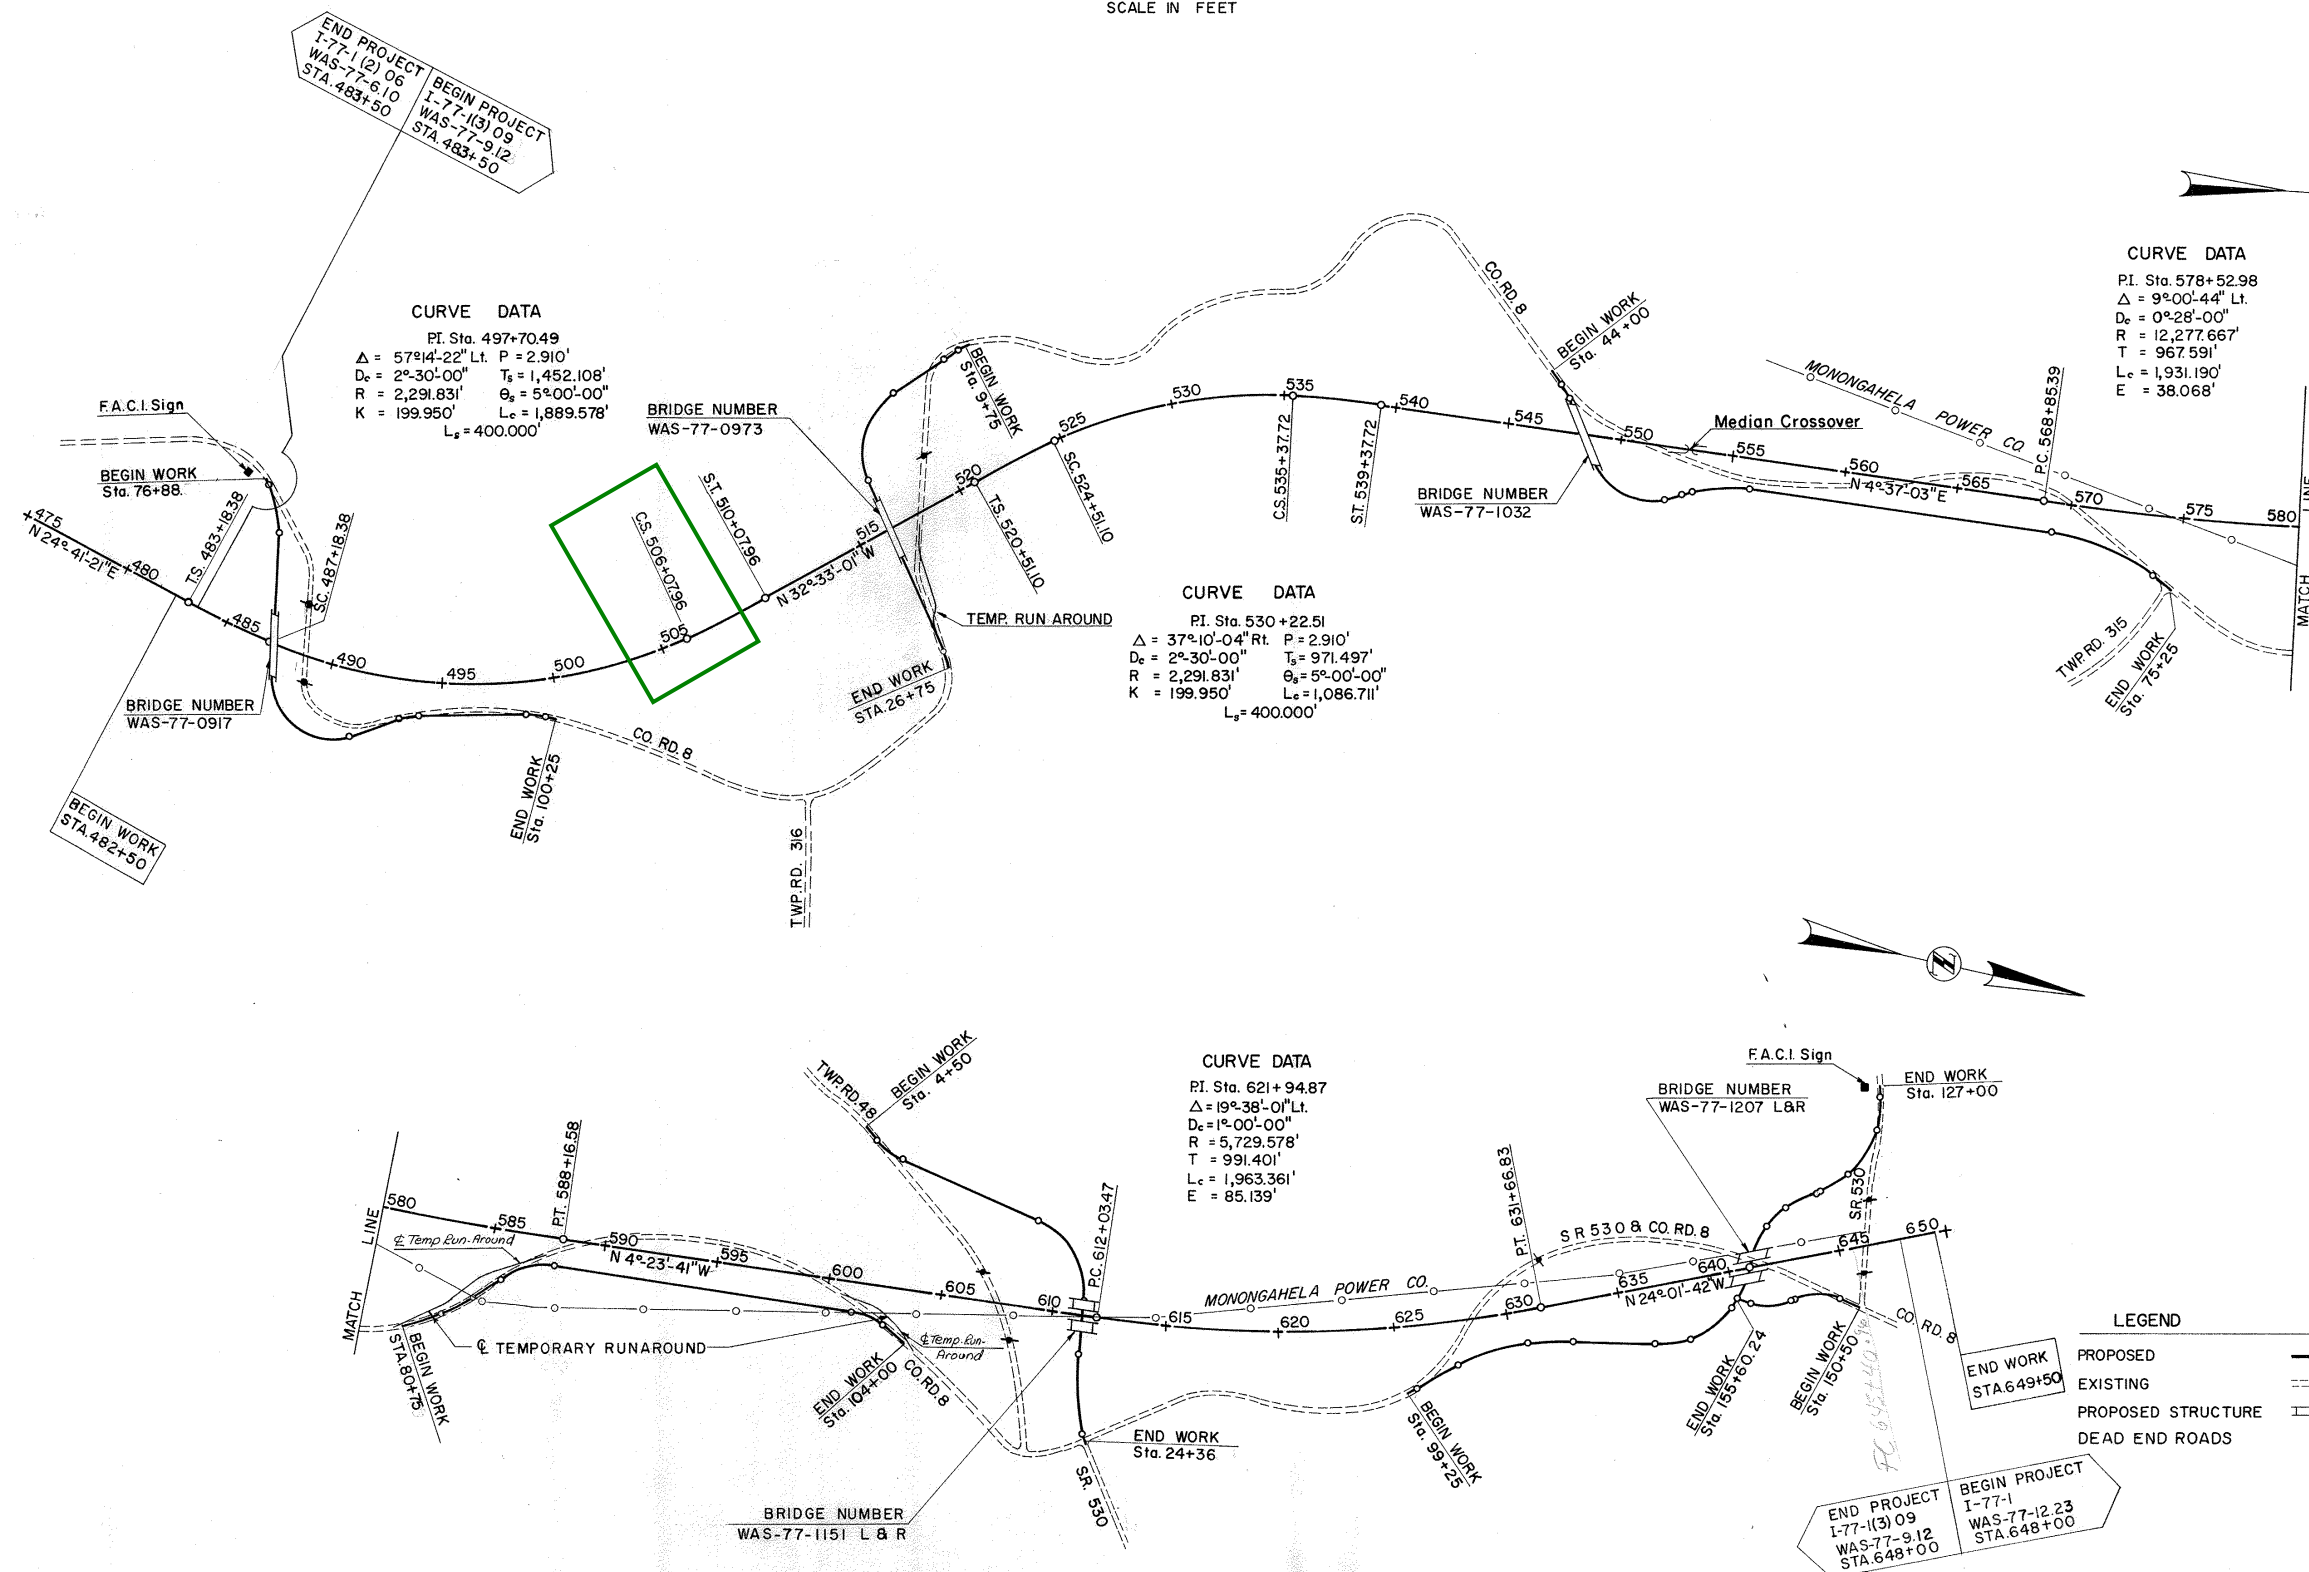 SCALE IN FEET
END PROJECT
I-77-1 (2) 06
WAS-77-6.10
STA. 483+50
BEGIN PROJECT
I-77-1(3) 09
WAS-77-9.12
STA. 483+50
CURVE DATA
P.I. Sta. 497+70.49
Δ = 57°14'-22" Lt. P = 2.910'
Dc = 2°-30'-00" Ts = 1,452.108'
R = 2,291.831' θs = 5°00'-00"
K = 199.950' Lc = 1,889.578'
Ls = 400.000'
F.A.C.I. Sign
BEGIN WORK
Sta. 76+88
475
N 24°-41'-21"E
480
T.S. 483+18.38
485
S.C. 487+18.38
490
495
500
505
C.S. 506+07.96
S.T. 510+07.96
N 32°-33'-01" W
515
520
T.S. 520+51.10
525
S.C. 524+51.10
530
535
C.S. 535+37.72
540
S.T. 539+37.72
545
550
555
560
565
570
575
580
BRIDGE NUMBER
WAS-77-0917
BEGIN WORK
STA. 482+50
END WORK
Sta. 100+25
CO. RD. 8
TWP. RD. 316
BRIDGE NUMBER
WAS-77-0973
BEGIN WORK
Sta. 9+75
TEMP. RUN AROUND
END WORK
STA. 26+75
CURVE DATA
P.I. Sta. 530 +22.51
Δ = 37°-10'-04" Rt. P = 2.910'
Dc = 2°-30'-00" Ts = 971.497'
R = 2,291.831' θs = 5°-00'-00"
K = 199.950' Lc = 1,086.711'
Ls = 400.000'
CO. RD. 8
BEGIN WORK
Sta. 44 +00
BRIDGE NUMBER
WAS-77-1032
Median Crossover
N 4°-37'-03"E
MONONGAHELA POWER CO.
P.C. 568+85.39
CURVE DATA
P.I. Sta. 578+52.98
Δ = 9°-00'-44" Lt.
Dc = 0°-28'-00"
R = 12,277.667'
T = 967.591'
Lc = 1,931.190'
E = 38.068'
TWP. RD. 315
END WORK
Sta. 75+25
MATCH LINE
N
MATCH LINE
580
585
P.T. 588+16.58
590
N 4°-23'-41"W
595
600
605
610
P.C. 612+03.47
615
620
625
630
P.T. 631+66.83
635
N 24°-01'-42"W
640
645
650
℄ Temp. Run-Around
BEGIN WORK
STA. 80+75
℄ TEMPORARY RUNAROUND
℄ Temp. Run-
Around
END WORK
Sta. 104+00
CO. RD. 8
TWP. RD. 48
BEGIN WORK
Sta. 4+50
BRIDGE NUMBER
WAS-77-1151 L & R
END WORK
Sta. 24+36
S.R. 530
CURVE DATA
P.I. Sta. 621+ 94.87
Δ = 19°-38'-01" Lt.
Dc = 1°-00'-00"
R = 5,729.578'
T = 991.401'
Lc = 1,963.361'
E = 85.139'
MONONGAHELA POWER CO.
S R 530 & CO. RD. 8
BEGIN WORK
Sta. 99+25
BRIDGE NUMBER
WAS-77-1207 L&R
F.A.C.I. Sign
END WORK
Sta. 127+00
S.R. 530
END WORK
Sta. 155+60.24
BEGIN WORK
Sta. 150+50
CO. RD. 8
END WORK
STA. 649+50
END PROJECT
I-77-1(3) 09
WAS-77-9.12
STA. 648+00
BEGIN PROJECT
I-77-1
WAS-77-12.23
STA. 648+00
LEGEND
PROPOSED
EXISTING
PROPOSED STRUCTURE
DEAD END ROADS